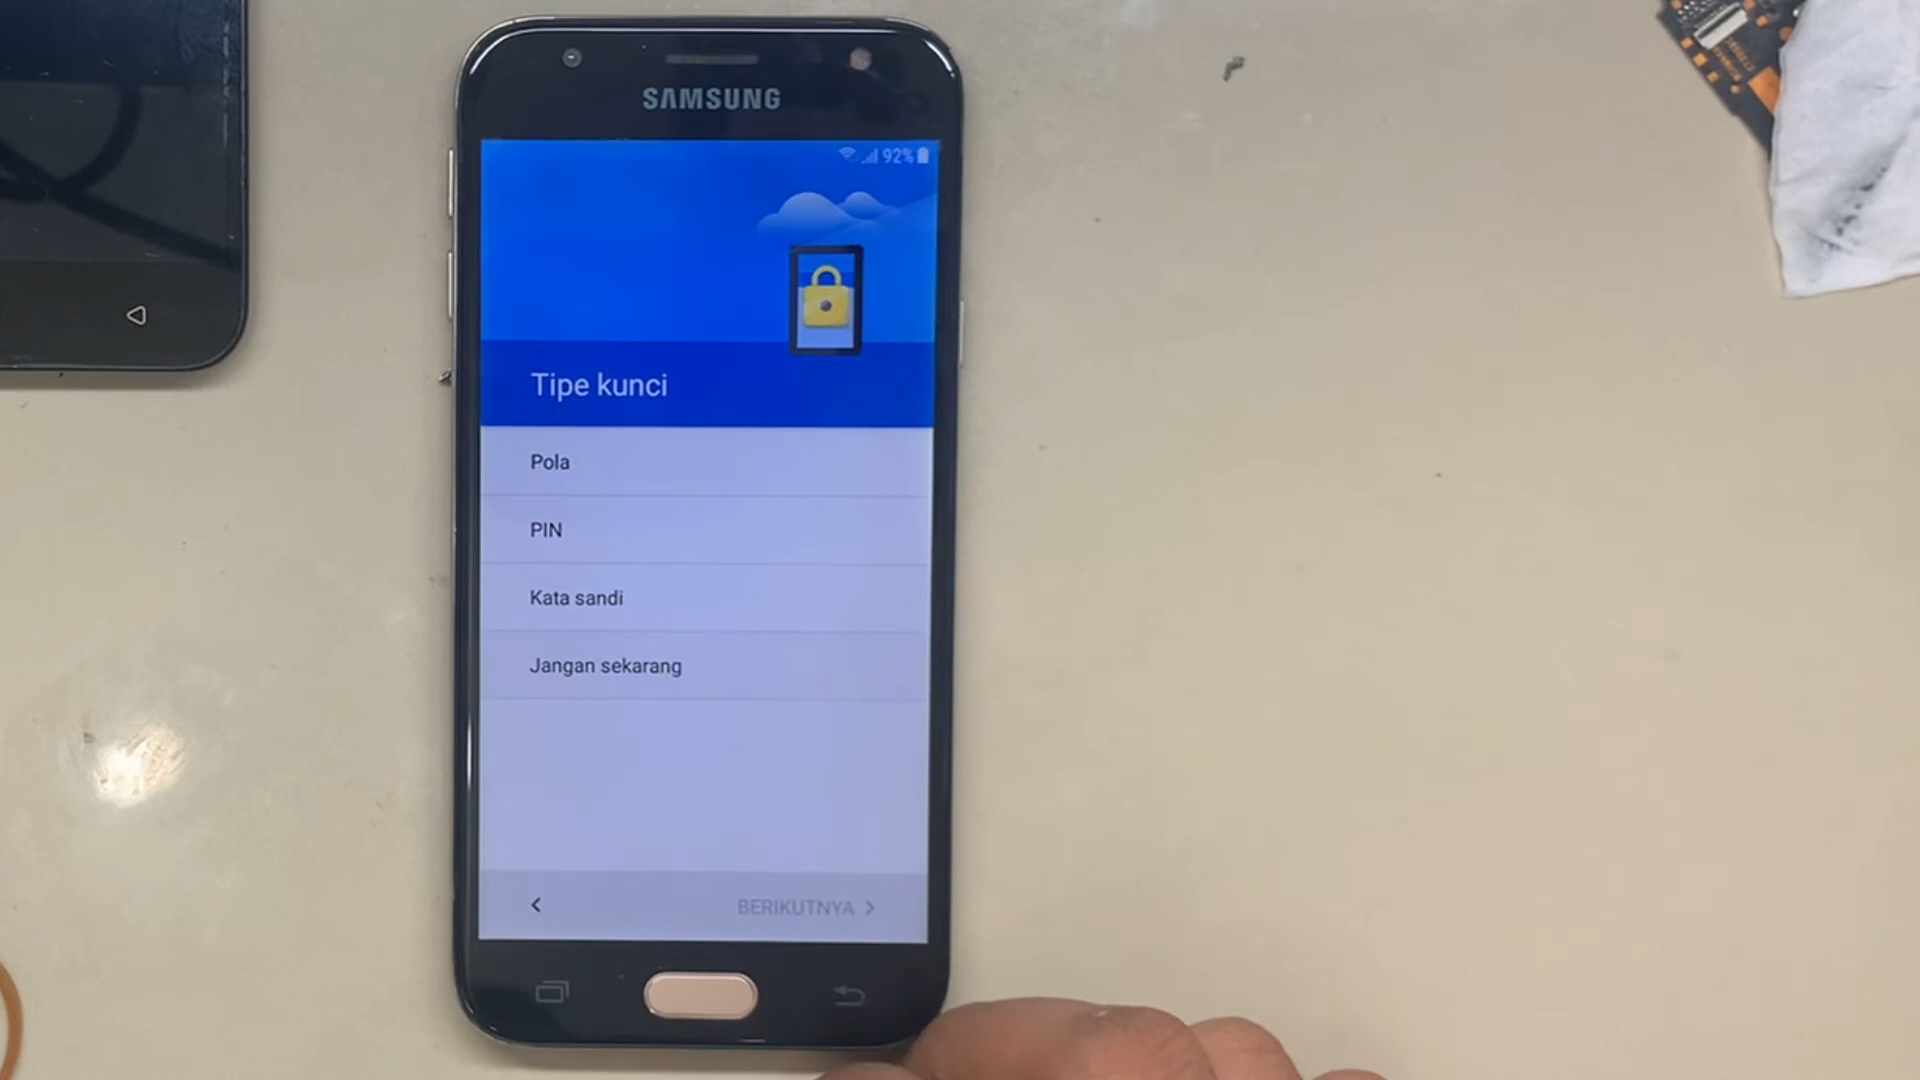 SAMSUNG
92%
Tipe kunci
Pola
PIN
Kata sandi
Jangan sekarang
BERIKUTNYA